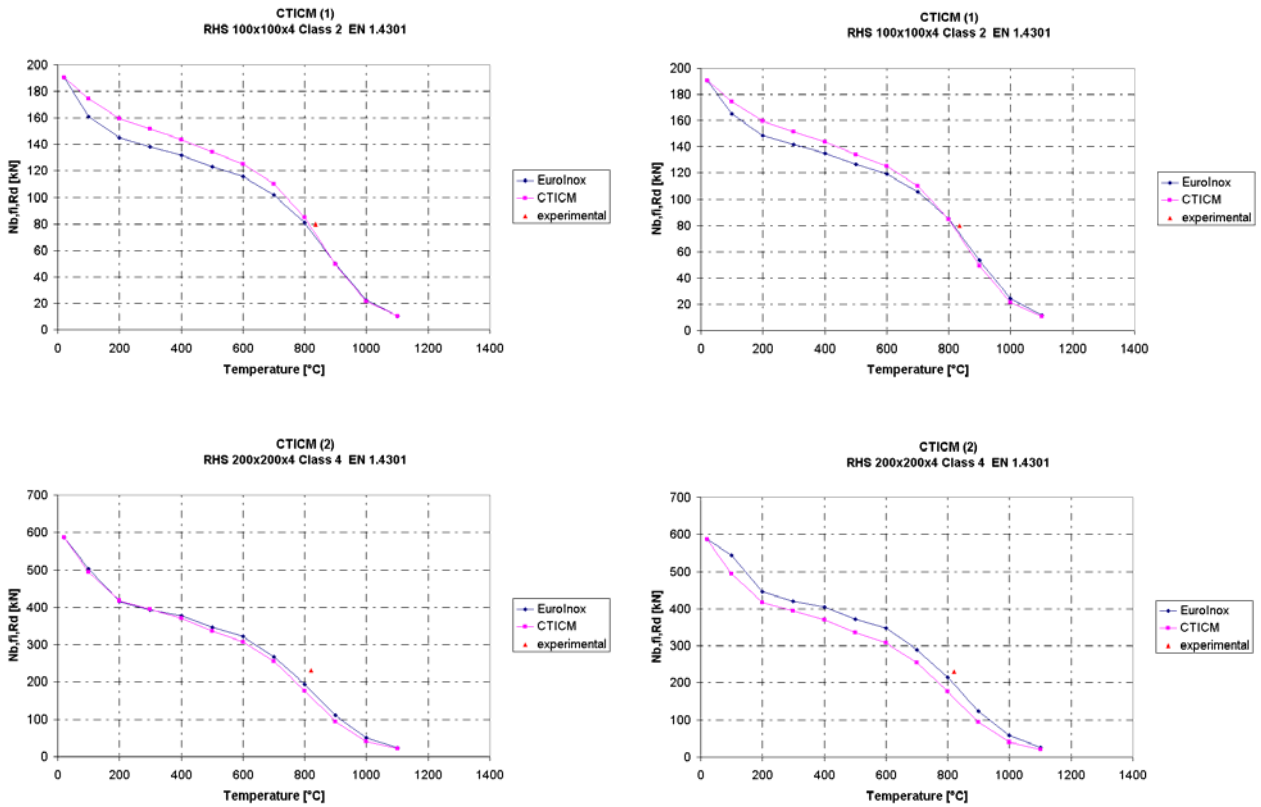 CTICM (1)
RHS 100x100x4 Class 2 EN 1.4301
Nb,fi,Rd [kN]
200
180
160
140
120
100
80
60
40
20
0
0 200 400 600 800 1000 1200 1400
Temperature [°C]
EuroInox
CTICM
experimental
CTICM (1)
RHS 100x100x4 Class 2 EN 1.4301
Nb,fi,Rd [kN]
200
180
160
140
120
100
80
60
40
20
0
0 200 400 600 800 1000 1200 1400
Temperature [°C]
EuroInox
CTICM
experimental
CTICM (2)
RHS 200x200x4 Class 4 EN 1.4301
Nb,fi,Rd [kN]
700
600
500
400
300
200
100
0
0 200 400 600 800 1000 1200 1400
Temperature [°C]
EuroInox
CTICM
experimental
CTICM (2)
RHS 200x200x4 Class 4 EN 1.4301
Nb,fi,Rd [kN]
700
600
500
400
300
200
100
0
0 200 400 600 800 1000 1200 1400
Temperature [°C]
EuroInox
CTICM
experimental